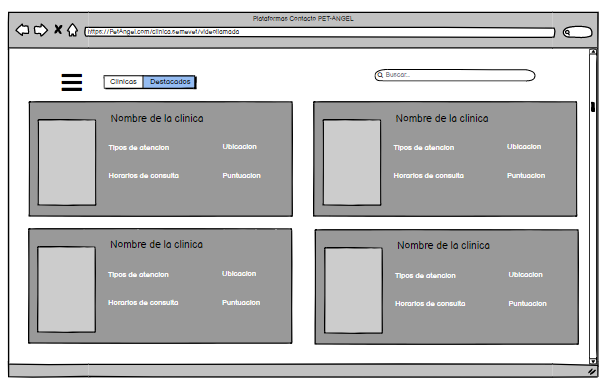 Plataformas Contacto PET-ANGEL
https://PetAngel.com/clinica.semevet/videollamada
Clinicas Destacados
Buscar...
Nombre de la clinica
Tipos de atencion Ubicacion
Horarios de consulta Puntuacion
Nombre de la clinica
Tipos de atencion Ubicacion
Horarios de consulta Puntuacion
Nombre de la clinica
Tipos de atencion Ubicacion
Horarios de consulta Puntuacion
Nombre de la clinica
Tipos de atencion Ubicacion
Horarios de consulta Puntuacion